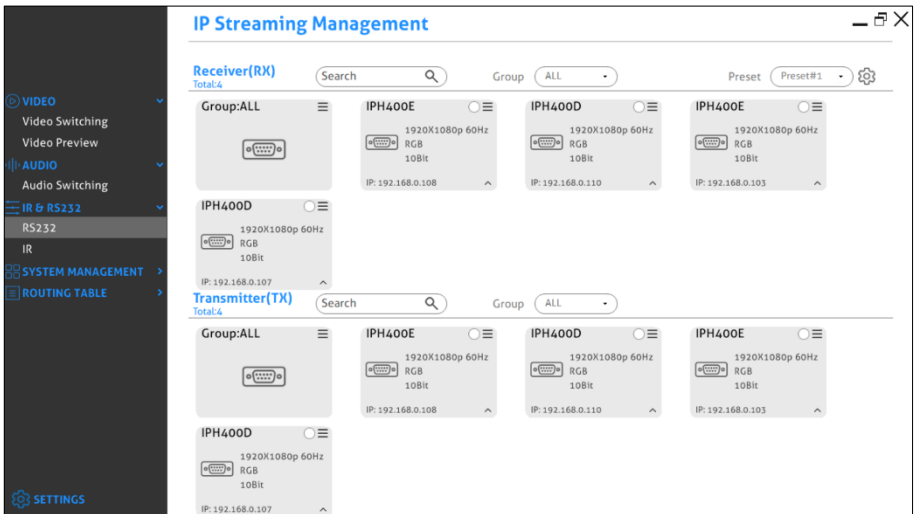 IP Streaming Management
VIDEO
Video Switching
Video Preview
AUDIO
Audio Switching
IR & RS232
RS232
IR
SYSTEM MANAGEMENT
ROUTING TABLE
SETTINGS
Receiver(RX)
Total:4
Search
Group
ALL
Preset
Preset#1
Group:ALL
IPH400E
1920X1080p 60Hz
RGB
10Bit
IP: 192.168.0.108
IPH400D
1920X1080p 60Hz
RGB
10Bit
IP: 192.168.0.110
IPH400E
1920X1080p 60Hz
RGB
10Bit
IP: 192.168.0.103
IPH400D
1920X1080p 60Hz
RGB
10Bit
IP: 192.168.0.107
Transmitter(TX)
Total:4
Search
Group
ALL
Group:ALL
IPH400E
1920X1080p 60Hz
RGB
10Bit
IP: 192.168.0.108
IPH400D
1920X1080p 60Hz
RGB
10Bit
IP: 192.168.0.110
IPH400E
1920X1080p 60Hz
RGB
10Bit
IP: 192.168.0.103
IPH400D
1920X1080p 60Hz
RGB
10Bit
IP: 192.168.0.107